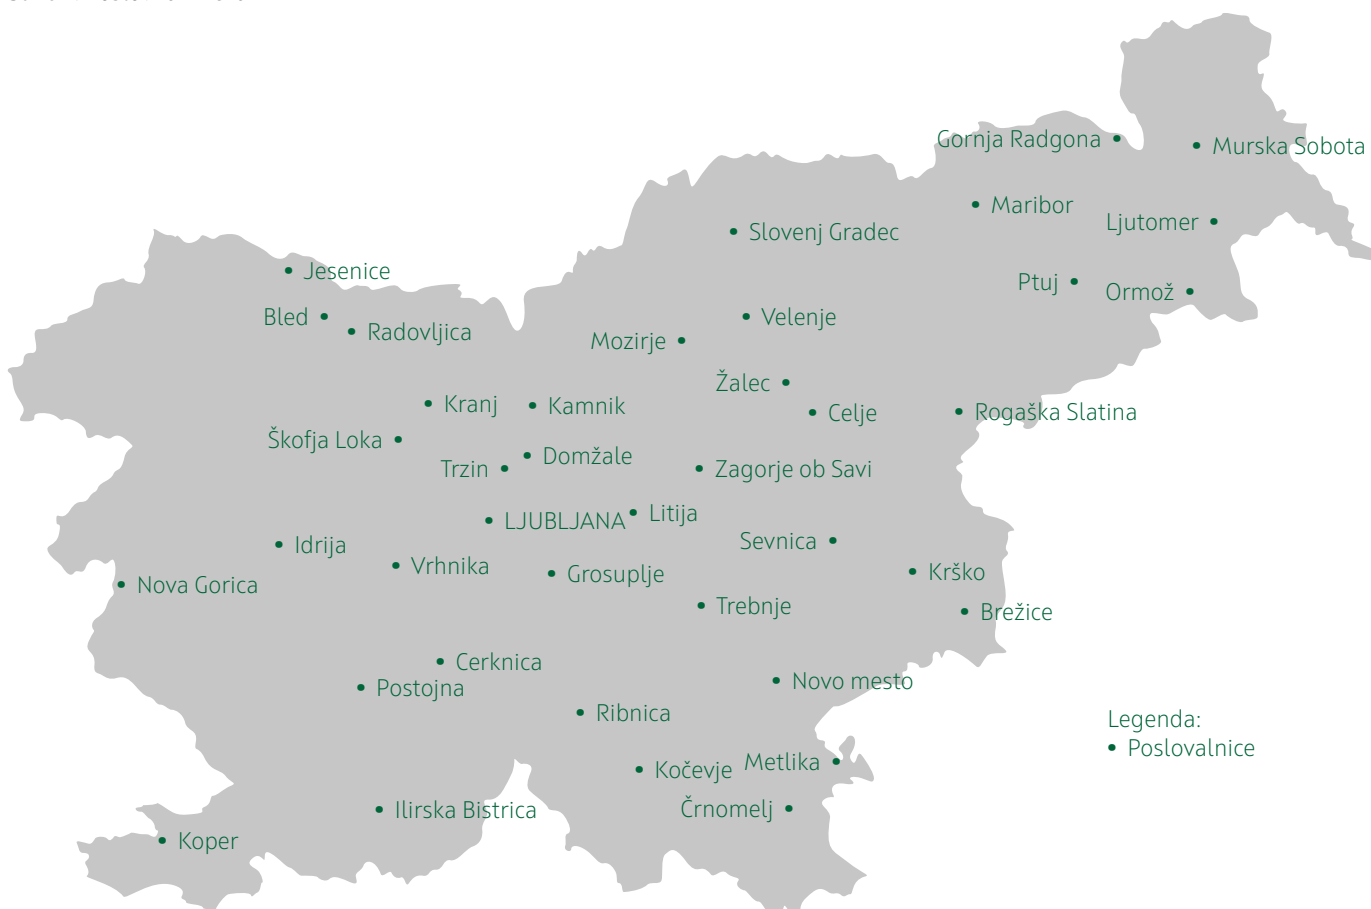 Gornja Radgona
Murska Sobota
Maribor
Ljutomer
Slovenj Gradec
Jesenice
Ptuj
Ormož
Bled
Radovljica
Velenje
Mozirje
Žalec
Kranj
Kamnik
Celje
Rogaška Slatina
Škofja Loka
Domžale
Trzin
Zagorje ob Savi
LJUBLJANA
Litija
Sevnica
Idrija
Vrhnika
Grosuplje
Krško
Nova Gorica
Trebnje
Brežice
Cerknica
Postojna
Novo mesto
Ribnica
Legenda:
Poslovalnice
Kočevje
Metlika
Ilirska Bistrica
Črnomelj
Koper